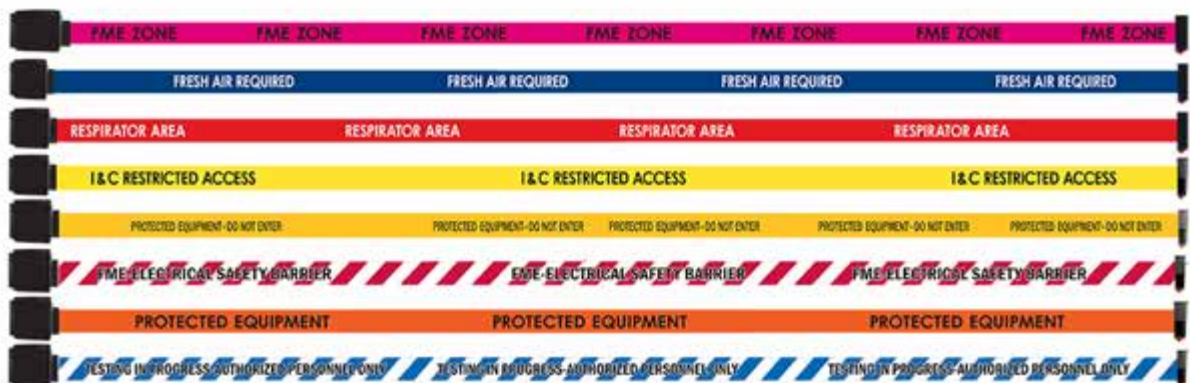 FME ZONE FME ZONE FME ZONE FME ZONE FME ZONE FME ZONE FME ZONE
FRESH AIR REQUIRED FRESH AIR REQUIRED FRESH AIR REQUIRED FRESH AIR REQUIRED
RESPIRATOR AREA RESPIRATOR AREA RESPIRATOR AREA RESPIRATOR AREA
I&C RESTRICTED ACCESS I&C RESTRICTED ACCESS I&C RESTRICTED ACCESS
PROTECTED EQUIPMENT-DO NOT ENTER PROTECTED EQUIPMENT-DO NOT ENTER PROTECTED EQUIPMENT-DO NOT ENTER PROTECTED EQUIPMENT-DO NOT ENTER PROTECTED EQUIPMENT-DO NOT ENTER
FME-ELECTRICAL SAFETY BARRIER FME-ELECTRICAL SAFETY BARRIER FME-ELECTRICAL SAFETY BARRIER
PROTECTED EQUIPMENT PROTECTED EQUIPMENT PROTECTED EQUIPMENT
TESTING IN PROGRESS-AUTHORIZED PERSONNEL ONLY TESTING IN PROGRESS-AUTHORIZED PERSONNEL ONLY TESTING IN PROGRESS-AUTHORIZED PERSONNEL ONLY